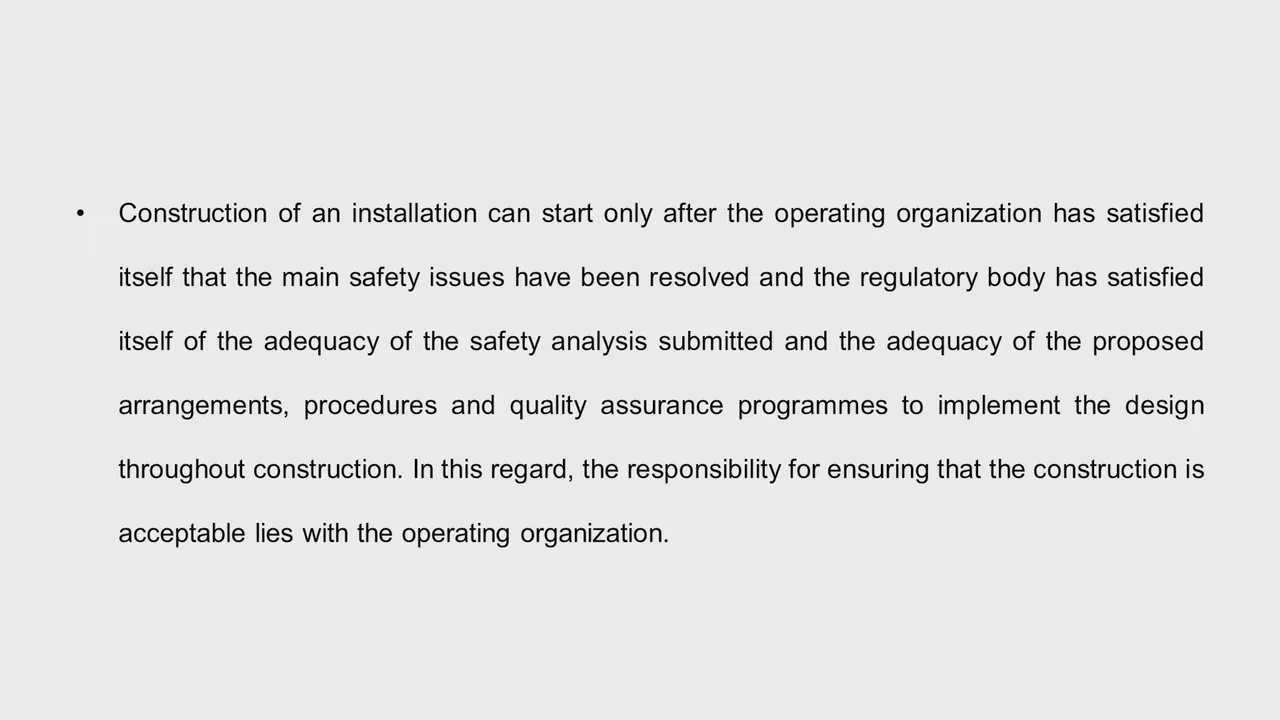 • Construction of an installation can start only after the operating organization has satisfied
itself that the main safety issues have been resolved and the regulatory body has satisfied
itself of the adequacy of the safety analysis submitted and the adequacy of the proposed
arrangements, procedures and quality assurance programmes to implement the design
throughout construction. In this regard, the responsibility for ensuring that the construction is
acceptable lies with the operating organization.